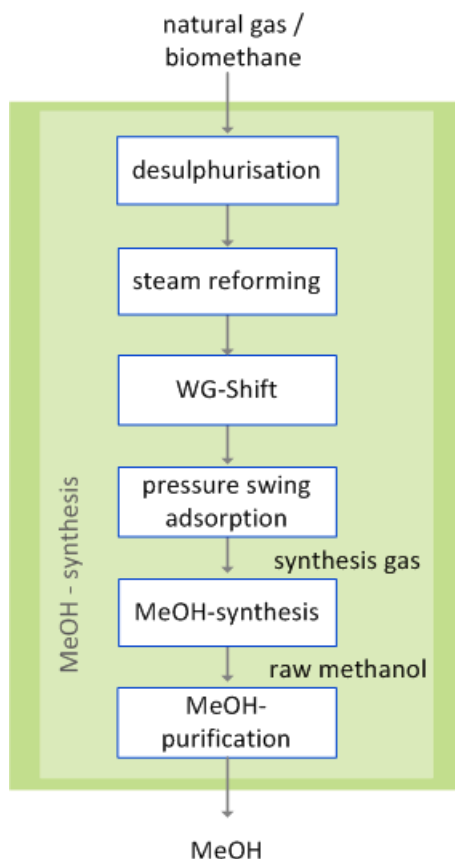 natural gas /
biomethane
desulphurisation
steam reforming
WG-Shift
pressure swing
adsorption
synthesis gas
MeOH-synthesis
raw methanol
MeOH-
purification
MeOH - synthesis
MeOH